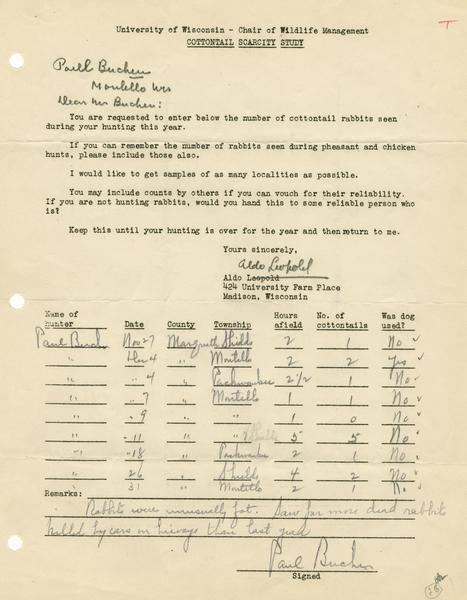 University of Wisconsin - Chair of Wildlife Management
COTTONTAIL SCARCITY STUDY
Paul Buchen
Montello Wis
Dear Mr Buchen:
You are requested to enter below the number of cottontail rabbits seen
during your hunting this year.
If you can remember the number of rabbits seen during pheasant and chicken
hunts, please include those also.
I would like to get samples of as many localities as possible.
You may include counts by others if you can vouch for their reliability.
If you are not hunting rabbits, would you hand this to some reliable person who
is?
Keep this until your hunting is over for the year and then return to me.
Yours sincerely,
Aldo Leopold
Aldo Leopold
424 University Farm Place
Madison, Wisconsin
Name of hunter Date County Township Hours afield No. of cottontails Was dog used?
Paul Buchen Nov 27 Marquette Shields 2 1 No
" Dec 4 " Montello 2 2 Yes
" " 4 " Packwaukee 2 1/2 1 No
" " 7 " Montello 1 1 No
" " 9 " " 1 0 No
" " 11 " Shields 5 5 No
" " 18 " Packwaukee 2 1 No
" 26 " Shields 4 2 No
" 31 " Montello 2 1 No
Remarks:
Rabbits were unusually fat. Saw far more dead rabbits
killed by cars on hiways than last year
Paul Buchen
Signed